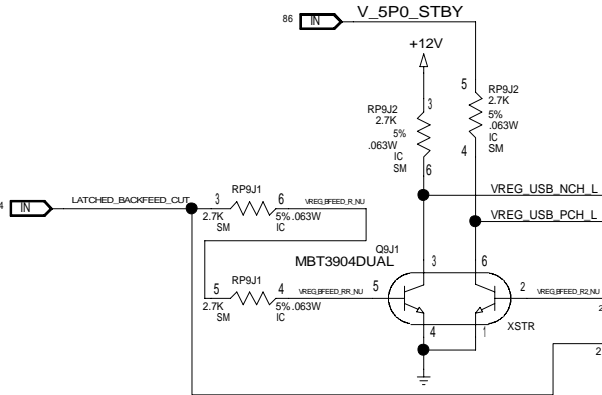 86 IN V_5P0_STBY
+12V
RP9J2
2.7K
5%
.063W
IC
SM
3
6
5
RP9J2
2.7K
5%
.063W
IC
SM
4
4 IN LATCHED_BACKFEED_CUT
3 RP9J1 6 VREG_BFEED_R_NU
2.7K 5% .063W
SM IC
VREG_USB_NCH_L
VREG_USB_PCH_L
Q9J1
MBT3904DUAL 3 6
5 RP9J1 4 VREG_BFEED_RR_NU 5
2.7K 5% .063W
SM IC
2 VREG_BFEED_R2_NU
2
4 1 XSTR
2